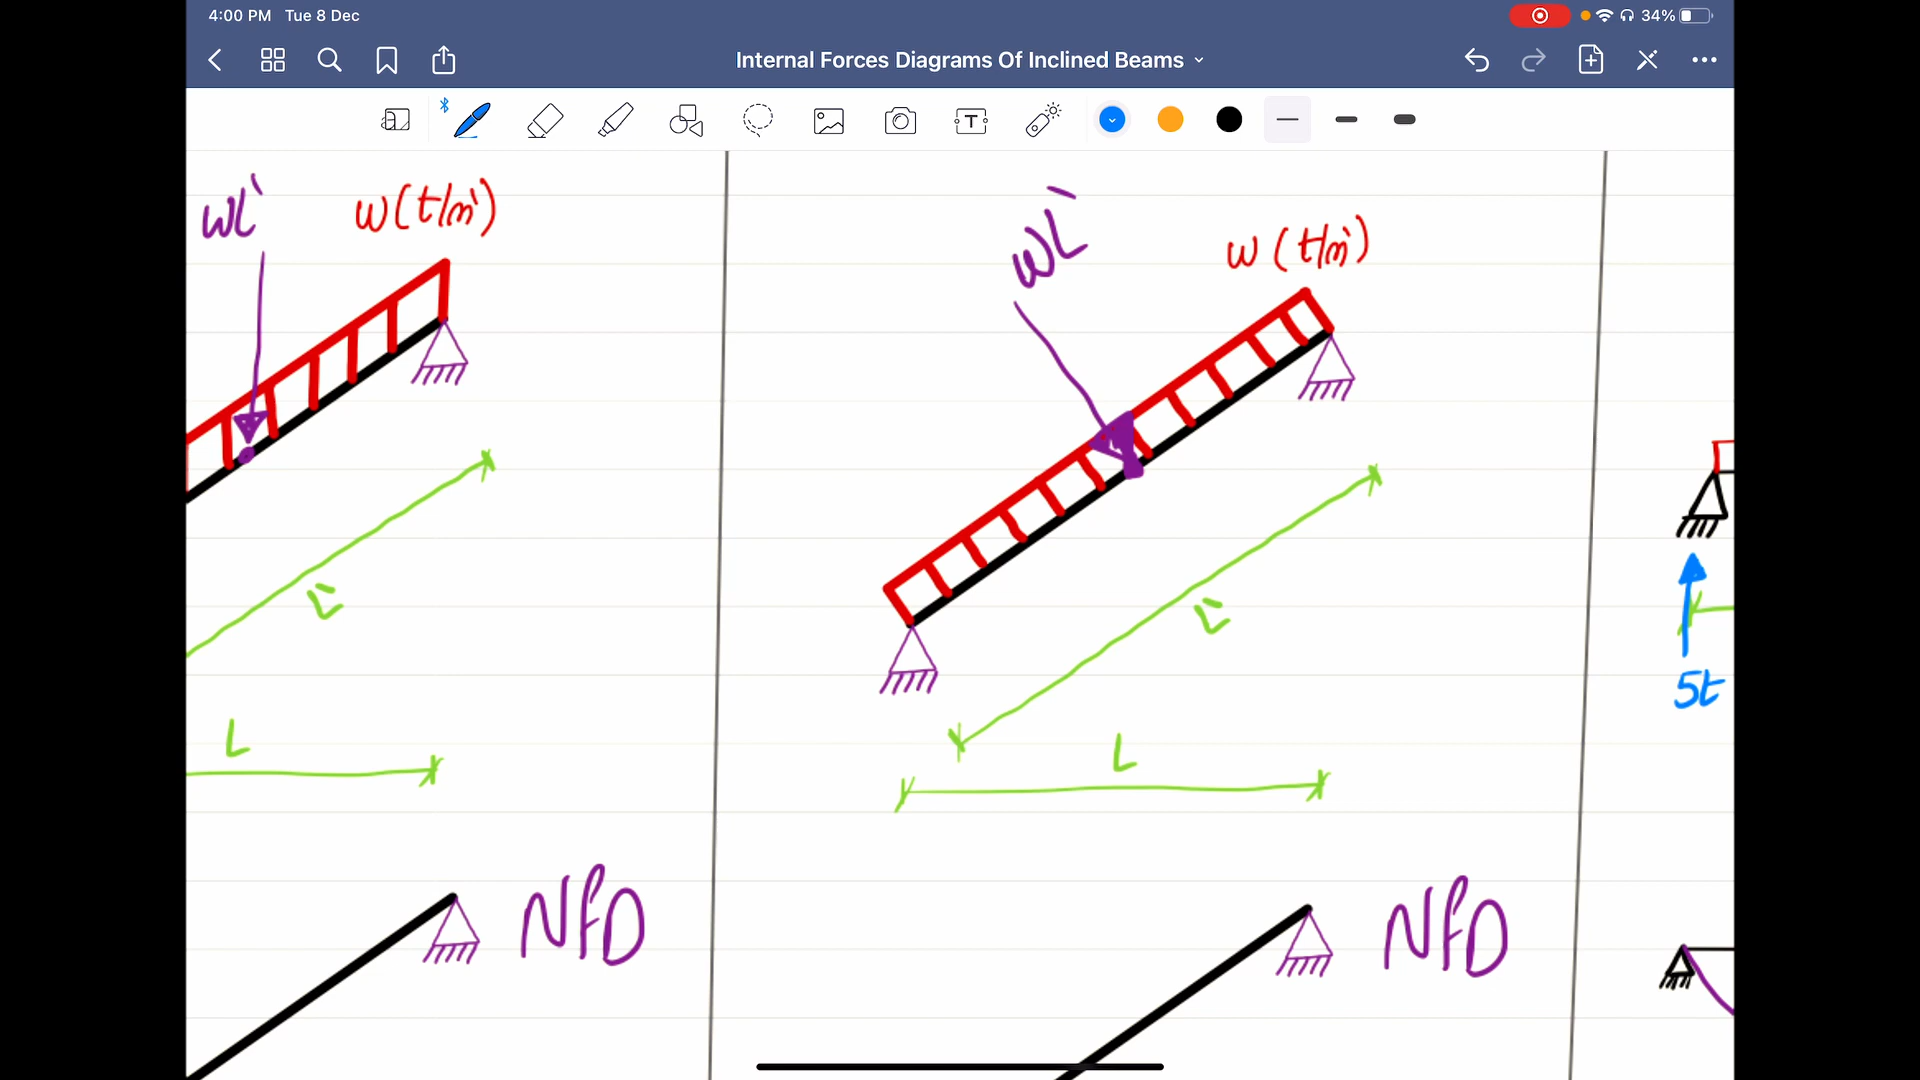 4:00 PM Tue 8 Dec
34%
Internal Forces Diagrams Of Inclined Beams
T
wL`
w(t/m`)
L`
L
NFD
wL`
w (t/m`)
L`
L
NFD
5t